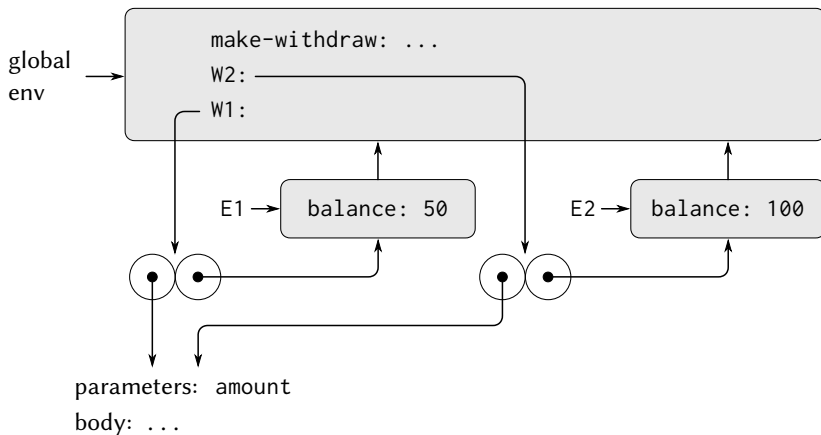 make-withdraw: ...
global
env
W2:
W1:
E1
balance: 50
E2
balance: 100
parameters: amount
body: ...